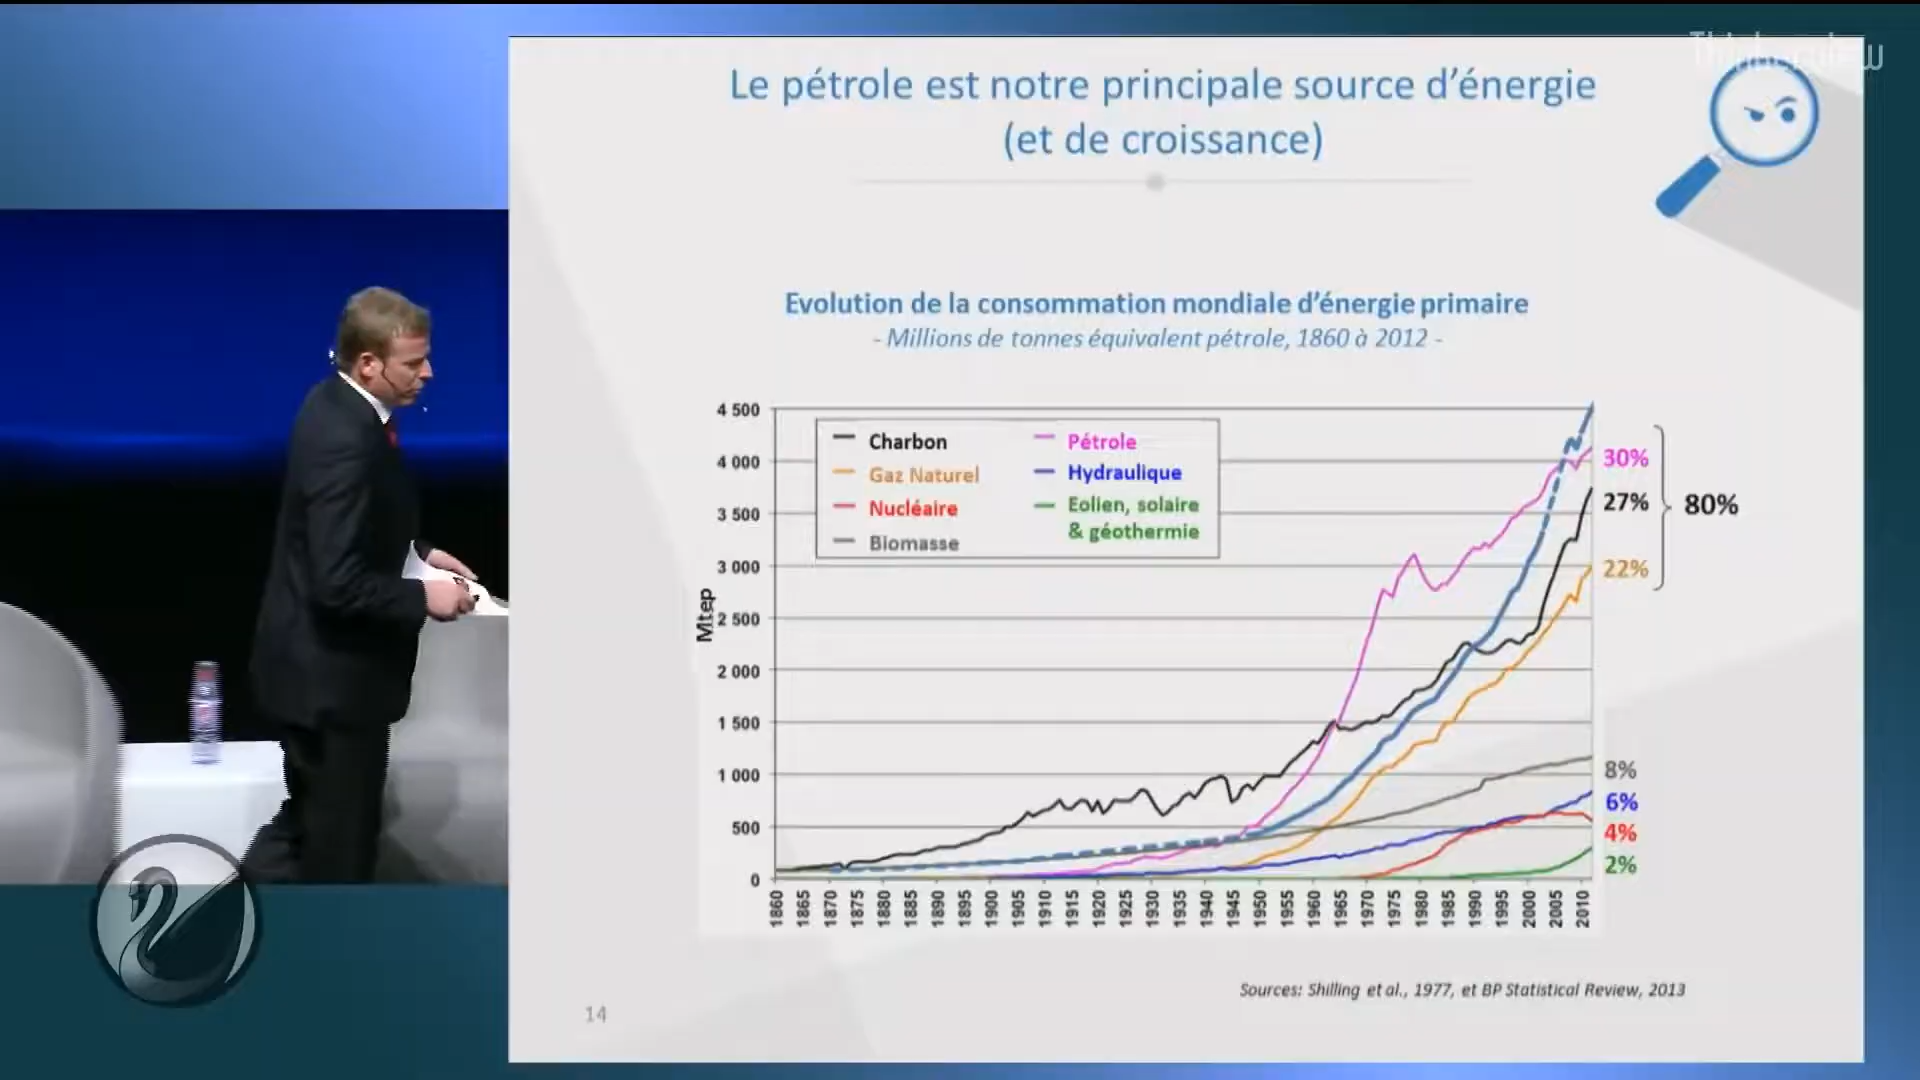 Thinkerview
Le pétrole est notre principale source d'énergie
(et de croissance)
Evolution de la consommation mondiale d'énergie primaire
- Millions de tonnes équivalent pétrole, 1860 à 2012 -
Mtep
4 500
4 000
3 500
3 000
2 500
2 000
1 500
1 000
500
0
Charbon
Gaz Naturel
Nucléaire
Biomasse
Pétrole
Hydraulique
Eolien, solaire
& géothermie
30%
27%
22%
80%
8%
6%
4%
2%
1860 1865 1870 1875 1880 1885 1890 1895 1900 1905 1910 1915 1920 1925 1930 1935 1940 1945 1950 1955 1960 1965 1970 1975 1980 1985 1990 1995 2000 2005 2010
Sources: Shilling et al., 1977, et BP Statistical Review, 2013
14